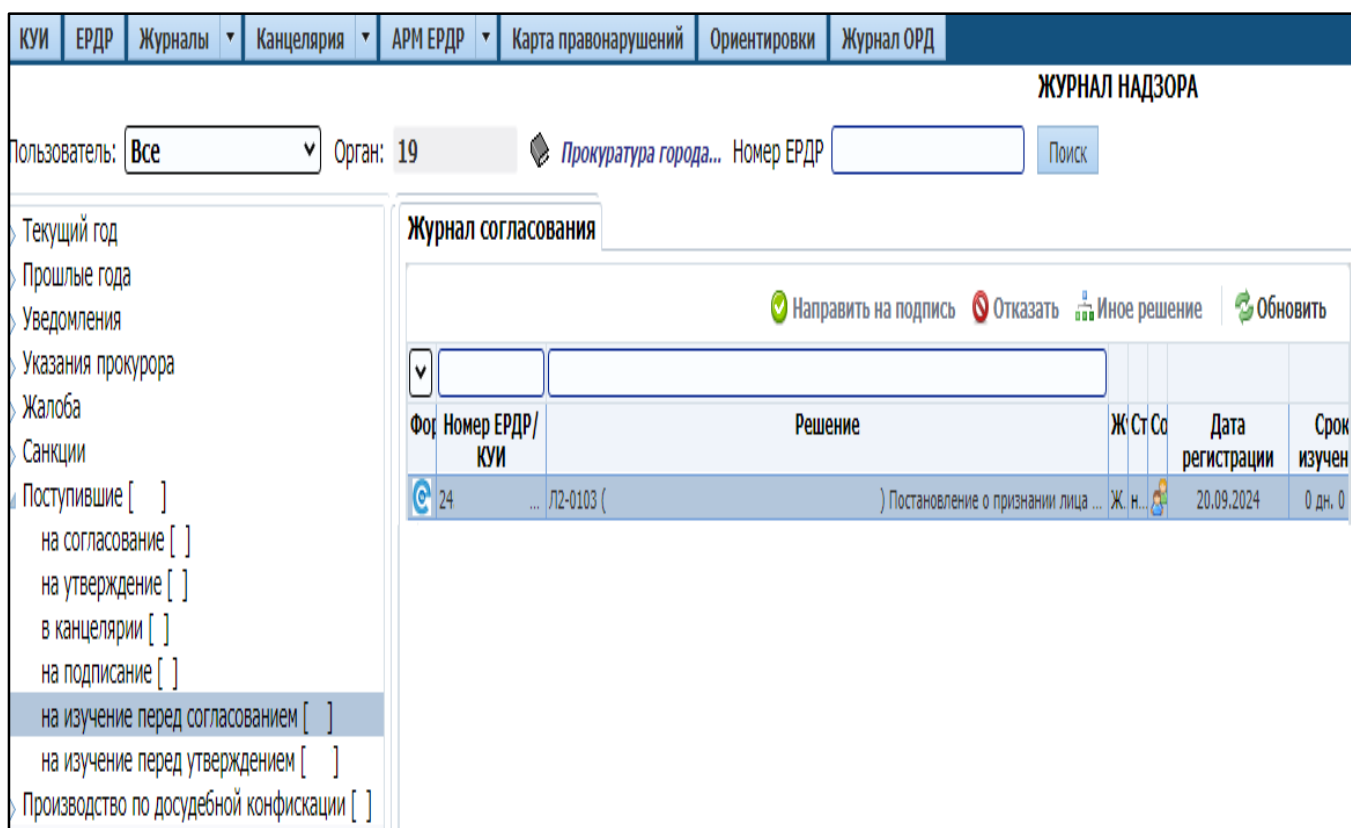 КУИ ЕРДР Журналы Канцелярия АРМ ЕРДР Карта правонарушений Ориентировки Журнал ОРД
ЖУРНАЛ НАДЗОРА
Пользователь: Все Орган: 19 Прокуратура города... Номер ЕРДР Поиск
Текущий год
Прошлые года
Уведомления
Указания прокурора
Жалоба
Санкции
Поступившие [ ]
на согласование [ ]
на утверждение [ ]
в канцелярии [ ]
на подписание [ ]
на изучение перед согласованием [ ]
на изучение перед утверждением [ ]
Производство по досудебной конфискации [ ]
Журнал согласования
Направить на подпись Отказать Иное решение Обновить
Фор Номер ЕРДР/ Решение Ж Ст Со Дата Срок
КУИ регистрации изучен
24 ... Л2-0103 ( ) Постановление о признании лица ... Ж. н... 20.09.2024 0 дн. 0